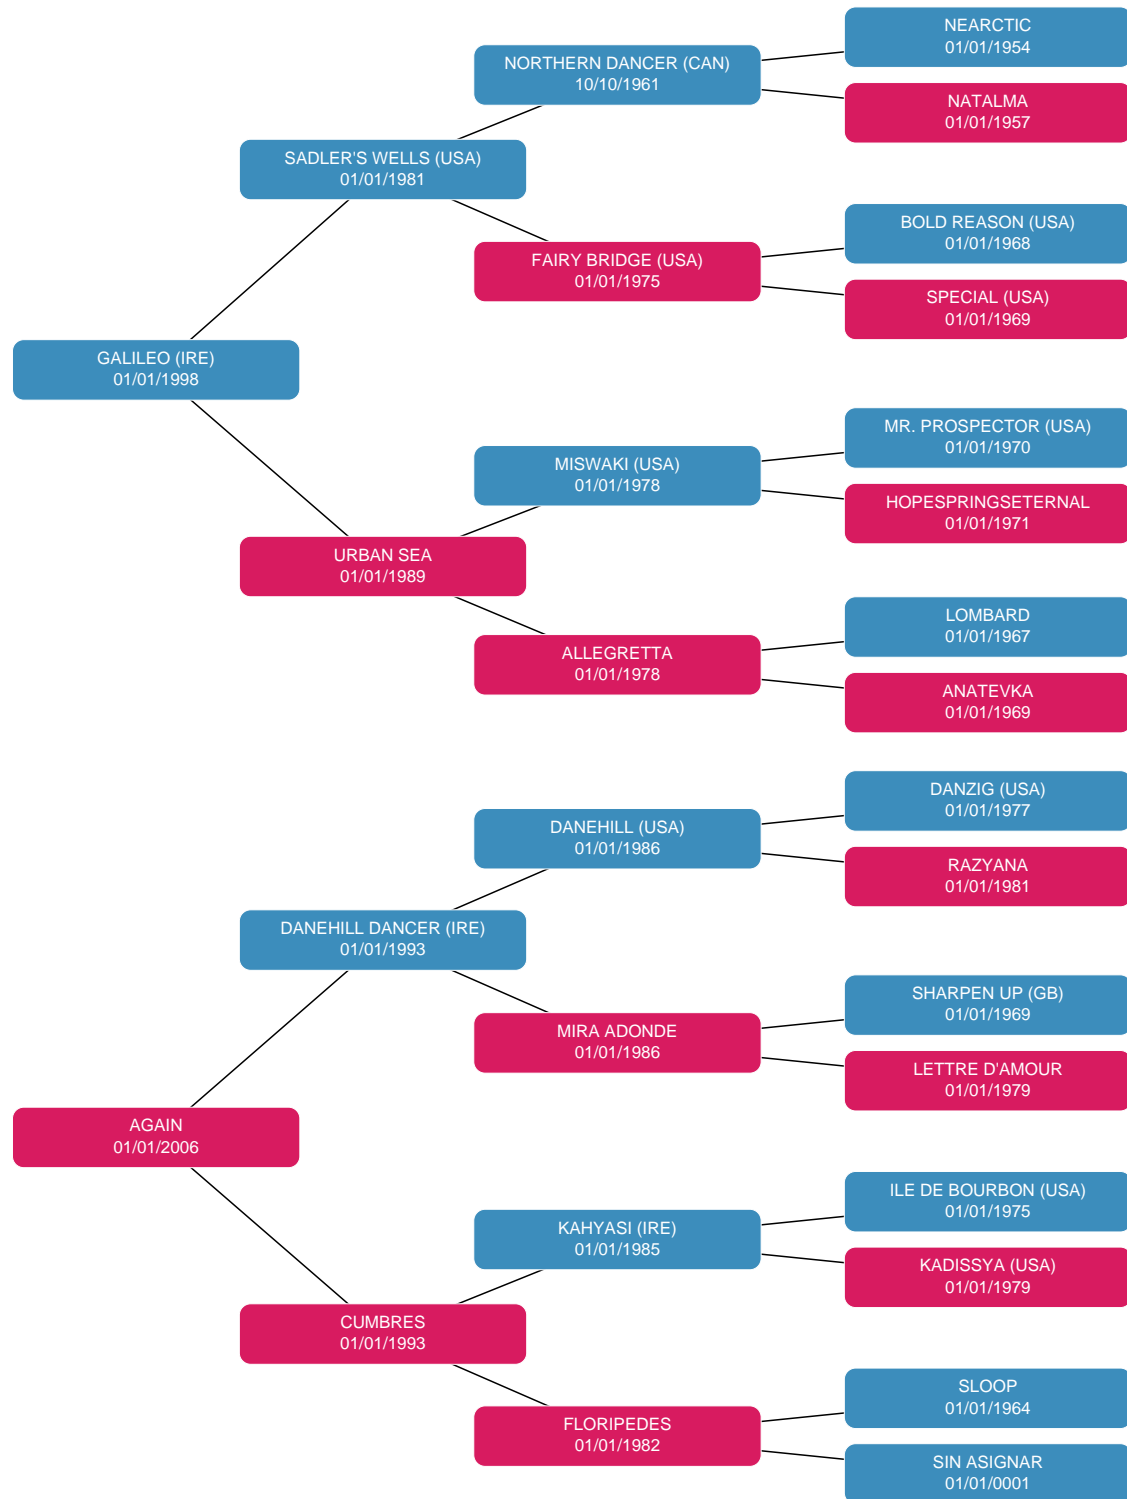 NEARCTIC
01/01/1954
NORTHERN DANCER (CAN)
10/10/1961
NATALMA
01/01/1957
SADLER'S WELLS (USA)
01/01/1981
BOLD REASON (USA)
01/01/1968
FAIRY BRIDGE (USA)
01/01/1975
SPECIAL (USA)
01/01/1969
GALILEO (IRE)
01/01/1998
MR. PROSPECTOR (USA)
01/01/1970
MISWAKI (USA)
01/01/1978
HOPESPRINGSETERNAL
01/01/1971
URBAN SEA
01/01/1989
LOMBARD
01/01/1967
ALLEGRETTA
01/01/1978
ANATEVKA
01/01/1969
DANZIG (USA)
01/01/1977
DANEHILL (USA)
01/01/1986
RAZYANA
01/01/1981
DANEHILL DANCER (IRE)
01/01/1993
SHARPEN UP (GB)
01/01/1969
MIRA ADONDE
01/01/1986
LETTRE D'AMOUR
01/01/1979
AGAIN
01/01/2006
ILE DE BOURBON (USA)
01/01/1975
KAHYASI (IRE)
01/01/1985
KADISSYA (USA)
01/01/1979
CUMBRES
01/01/1993
SLOOP
01/01/1964
FLORIPEDES
01/01/1982
SIN ASIGNAR
01/01/0001